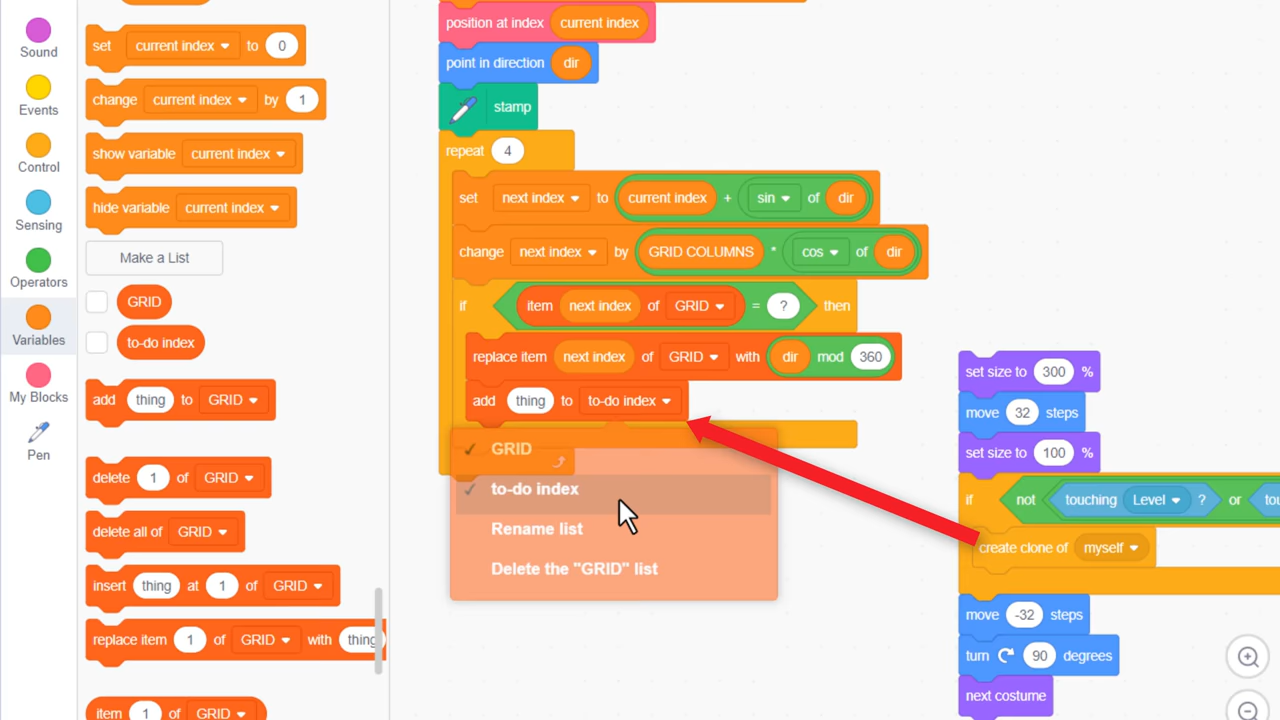 Sound
Events
Control
Sensing
Operators
Variables
My Blocks
Pen
set current index to 0
change current index by 1
show variable current index
hide variable current index
Make a List
GRID
to-do index
add thing to GRID
delete 1 of GRID
delete all of GRID
insert thing at 1 of GRID
replace item 1 of GRID with thing
item 1 of GRID
position at index current index
point in direction dir
stamp
repeat 4
set next index to current index + sin of dir
change next index by GRID COLUMNS * cos of dir
if item next index of GRID = ? then
replace item next index of GRID with dir mod 360
add thing to to-do index
GRID
to-do index
Rename list
Delete the "GRID" list
set size to 300 %
move 32 steps
set size to 100 %
if not touching Level ? or
create clone of myself
move -32 steps
turn 90 degrees
next costume